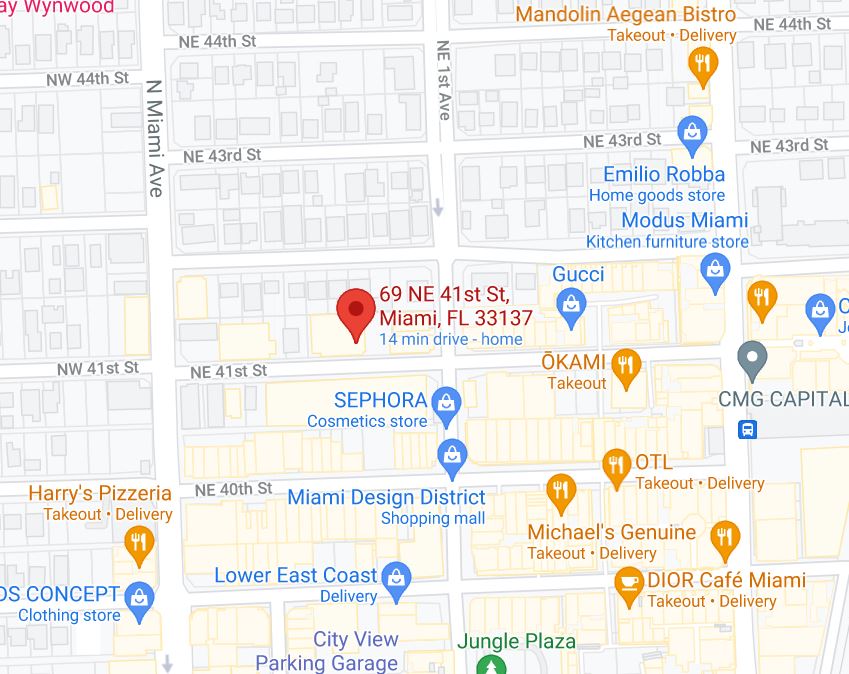 ay Wynwood
Mandolin Aegean Bistro
Takeout • Delivery
NE 44th St
NE 44th St
NW 44th St
N Miami Ave
NE 1st Ave
NE 43rd St
NE 43rd St
NE 43rd St
Emilio Robba
Home goods store
Modus Miami
Kitchen furniture store
Gucci
69 NE 41st St,
Miami, FL 33137
14 min drive - home
C
Je
ŌKAMI
Takeout
NW 41st St
NE 41st St
SEPHORA
Cosmetics store
CMG CAPITAL
OTL
Takeout • Delivery
NE 40th St
Harry's Pizzeria
Takeout • Delivery
Miami Design District
Shopping mall
Michael's Genuine
Takeout • Delivery
Lower East Coast
Delivery
DIOR Café Miami
Takeout • Delivery
OS CONCEPT
Clothing store
City View
Parking Garage
Jungle Plaza